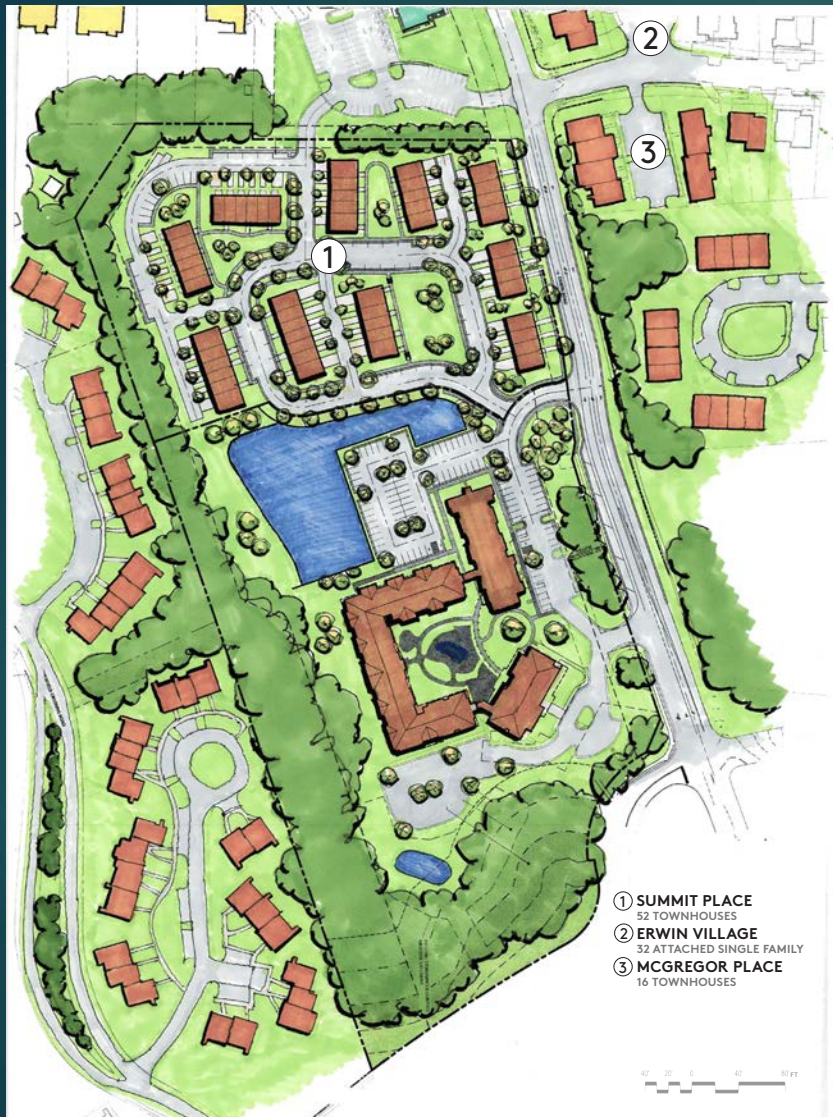 2
3
1
① SUMMIT PLACE
52 TOWNHOUSES
② ERWIN VILLAGE
32 ATTACHED SINGLE FAMILY
③ MCGREGOR PLACE
16 TOWNHOUSES
40' 20 0 40 80 FT